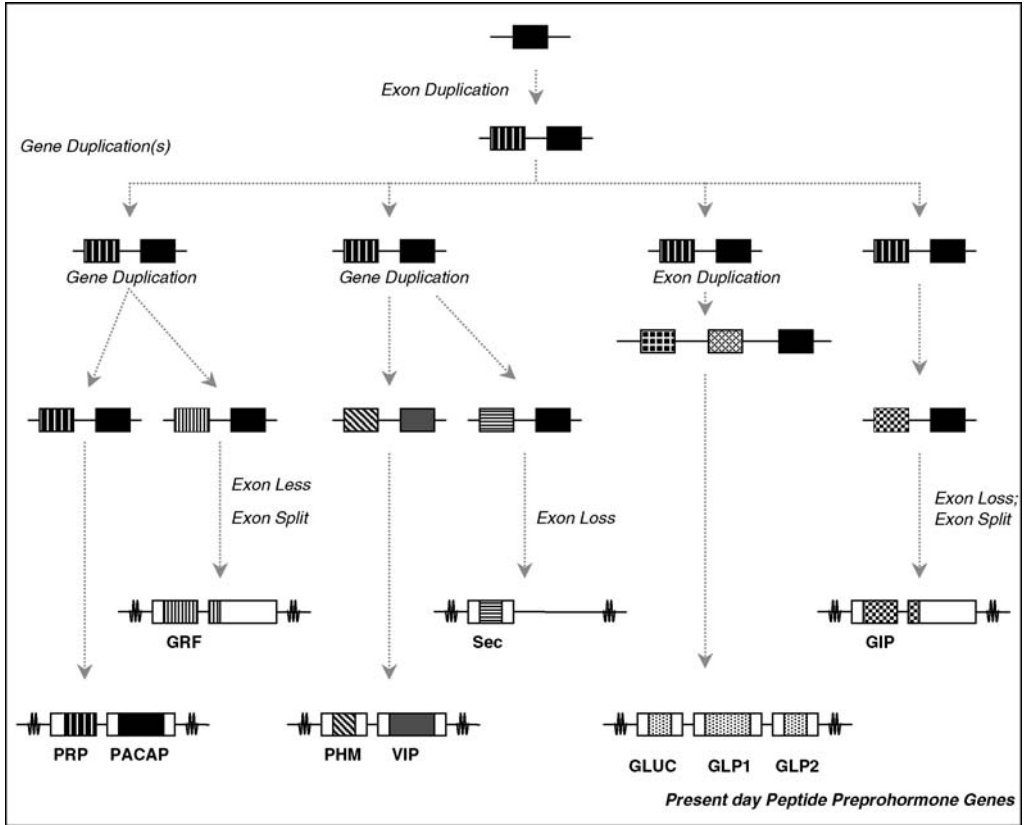 Exon Duplication
Gene Duplication(s)
Gene Duplication
Gene Duplication
Exon Duplication
Exon Less
Exon Split
Exon Loss
Exon Loss;
Exon Split
GRF
Sec
GIP
PRP
PACAP
PHM
VIP
GLUC
GLP1
GLP2
Present day Peptide Preprohormone Genes